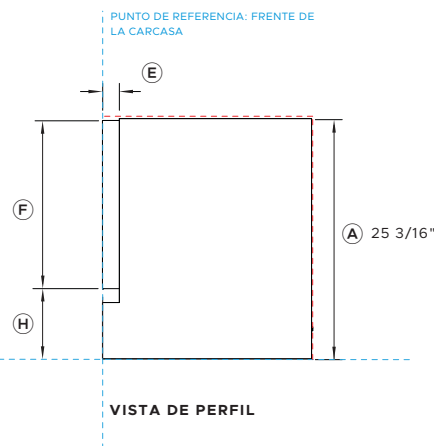 PUNTO DE REFERENCIA: FRENTE DE
LA CARCASA
E
F
A 25 3/16"
H
VISTA DE PERFIL